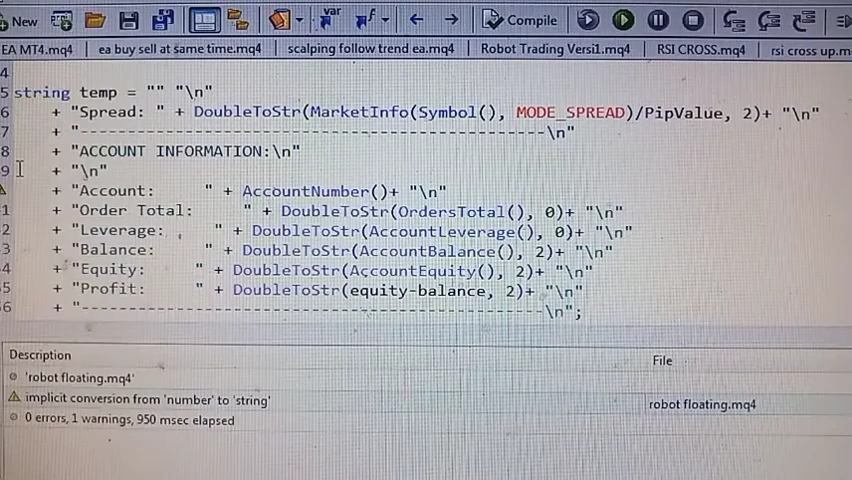 New
var
f
Compile
EA MT4.mq4 ea buy sell at same time.mq4 scalping follow trend ea.mq4 Robot Trading Versi1.mq4 RSI CROSS.mq4 rsi cross up.m
4
5 string temp = "" "\n"
6 + "Spread: " + DoubleToStr(MarketInfo(Symbol(), MODE_SPREAD)/PipValue, 2)+ "\n"
7 + "------------------------------------------------\n"
8 + "ACCOUNT INFORMATION:\n"
9 + "\n"
+ "Account:      " + AccountNumber()+ "\n"
1 + "Order Total:      " + DoubleToStr(OrdersTotal(), 0)+ "\n"
2 + "Leverage:      " + DoubleToStr(AccountLeverage(), 0)+ "\n"
3 + "Balance:      " + DoubleToStr(AccountBalance(), 2)+ "\n"
4 + "Equity:      " + DoubleToStr(AccountEquity(), 2)+ "\n"
5 + "Profit:      " + DoubleToStr(equity-balance, 2)+ "\n"
6 + "------------------------------------------------\n";
Description File
'robot floating.mq4'
implicit conversion from 'number' to 'string' robot floating.mq4
0 errors, 1 warnings, 950 msec elapsed